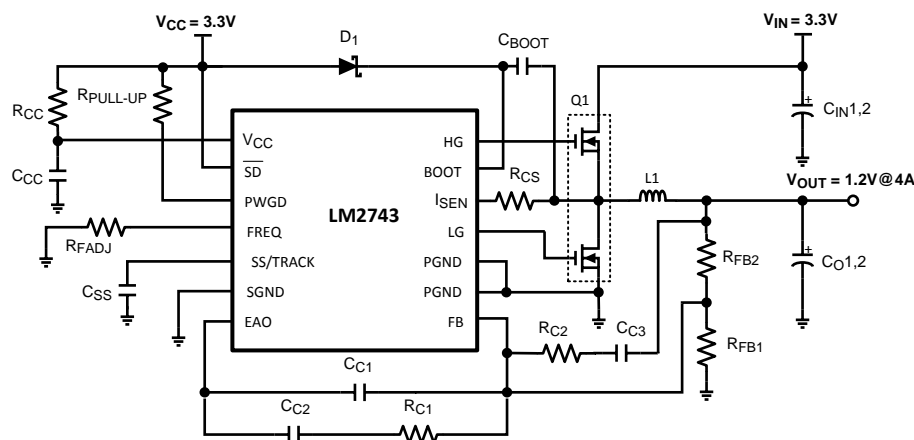 VCC = 3.3V
VIN = 3.3V
D1
CBOOT
RPULL-UP
RCC
Q1
CIN1,2
VCC
HG
SD
BOOT
RCS
CCC
L1
VOUT = 1.2V@4A
PWGD
LM2743
ISEN
FREQ
LG
RFADJ
SS/TRACK
PGND
RFB2
CO1,2
CSS
SGND
PGND
EAO
FB
RC2
CC3
RFB1
CC1
CC2
RC1